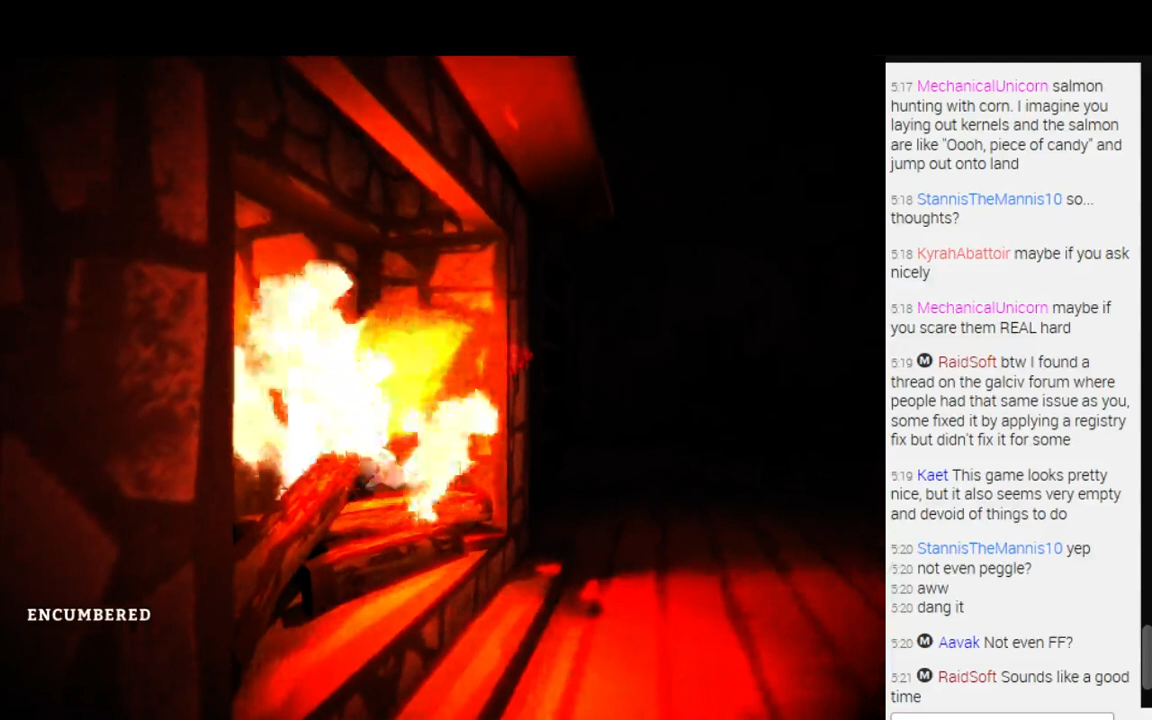 5:17 MechanicalUnicorn salmon
hunting with corn. I imagine you
laying out kernels and the salmon
are like "Oooh, piece of candy" and
jump out onto land
5:18 StannisTheMannis10 so...
thoughts?
5:18 KyrahAbattoir maybe if you ask
nicely
5:18 MechanicalUnicorn maybe if
you scare them REAL hard
5:19 M RaidSoft btw I found a
thread on the galciv forum where
people had that same issue as you,
some fixed it by applying a registry
fix but didn't fix it for some
5:19 Kaet This game looks pretty
nice, but it also seems very empty
and devoid of things to do
5:20 StannisTheMannis10 yep
5:20 not even peggle?
5:20 aww
5:20 dang it
5:20 M Aavak Not even FF?
5:21 M RaidSoft Sounds like a good
time
ENCUMBERED